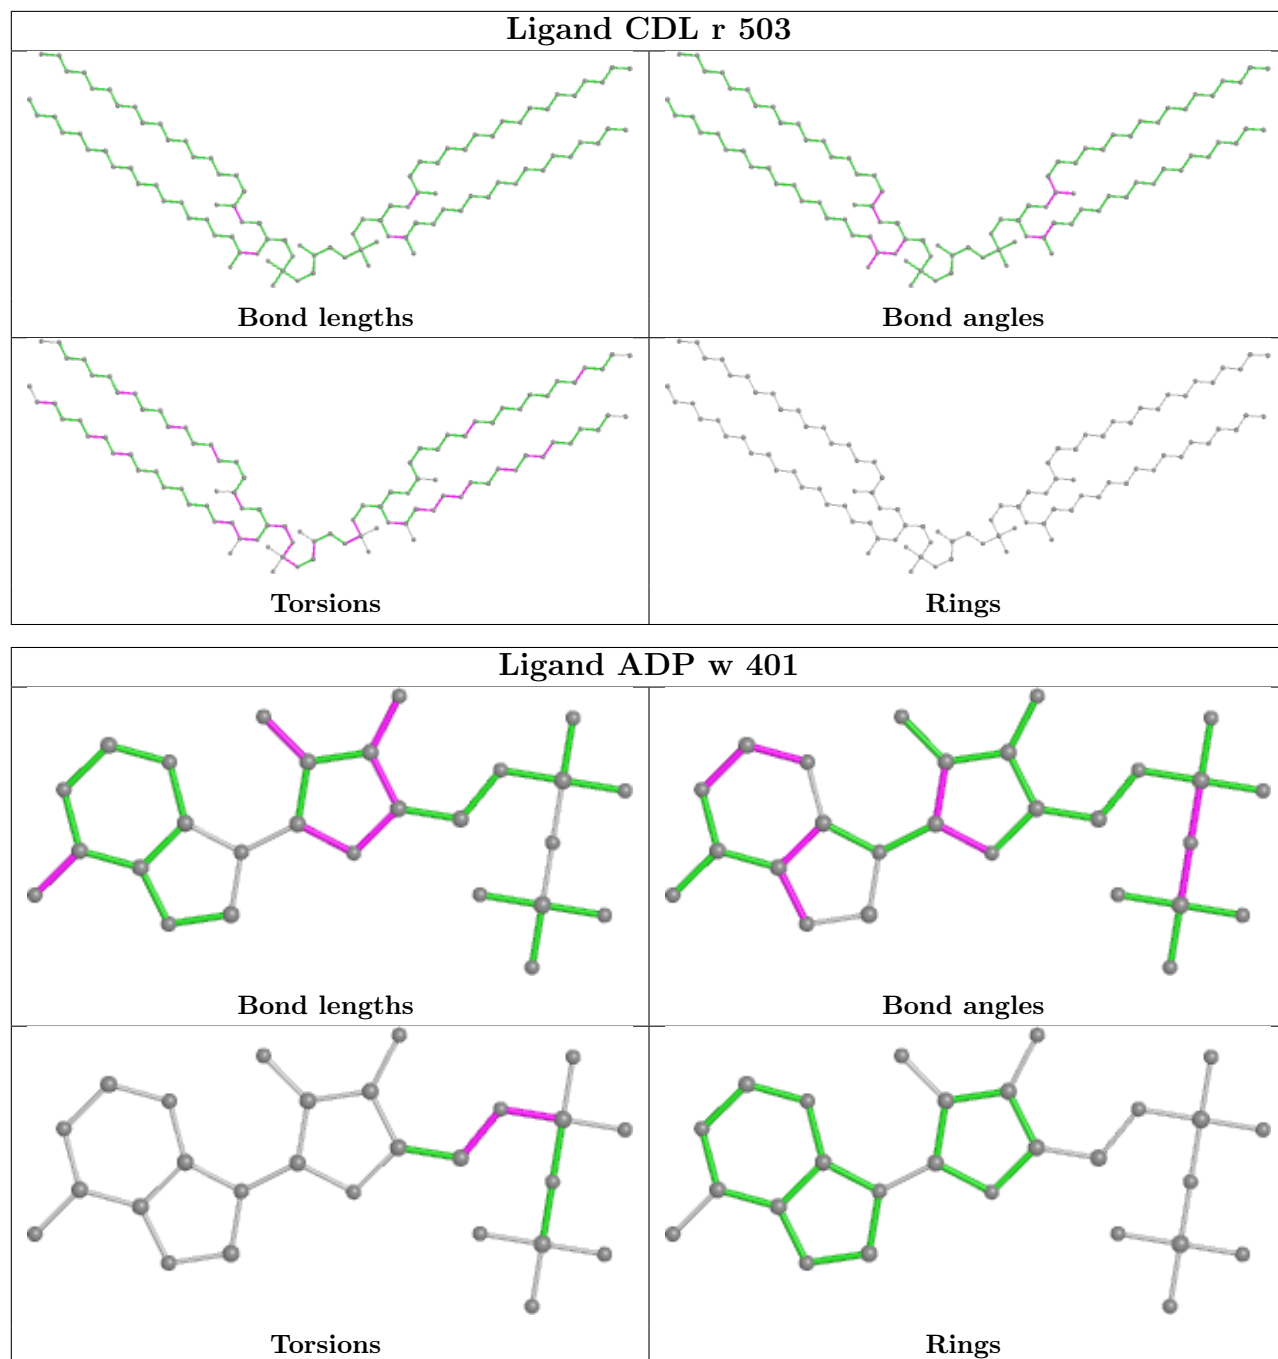 Ligand CDL r 503
Bond lengths
Bond angles
Torsions
Rings
Ligand ADP w 401
Bond lengths
Bond angles
Torsions
Rings